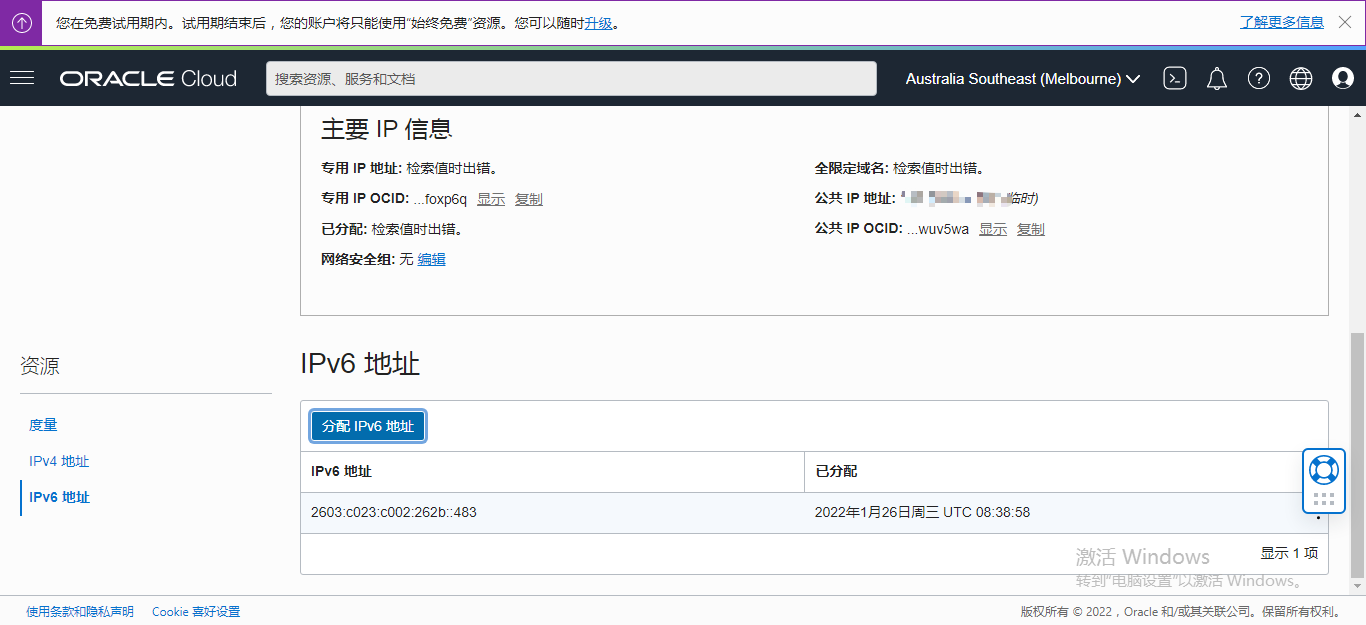 您在免费试用期内。试用期结束后，您的账户将只能使用“始终免费”资源。您可以随时升级。
了解更多信息
ORACLE Cloud
搜索资源、服务和文档
Australia Southeast (Melbourne)
主要 IP 信息
专用 IP 地址: 检索值时出错。
专用 IP OCID: ...foxp6q 显示 复制
已分配: 检索值时出错。
网络安全组: 无 编辑
全限定域名: 检索值时出错。
公共 IP 地址: 临时)
公共 IP OCID: ...wuv5wa 显示 复制
资源
度量
IPv4 地址
IPv6 地址
IPv6 地址
分配 IPv6 地址
IPv6 地址
已分配
2603:c023:c002:262b::483
2022年1月26日周三 UTC 08:38:58
显示 1 项
激活 Windows
转到“电脑设置”以激活 Windows。
使用条款和隐私声明
Cookie 喜好设置
版权所有 © 2022，Oracle 和/或其关联公司。保留所有权利。